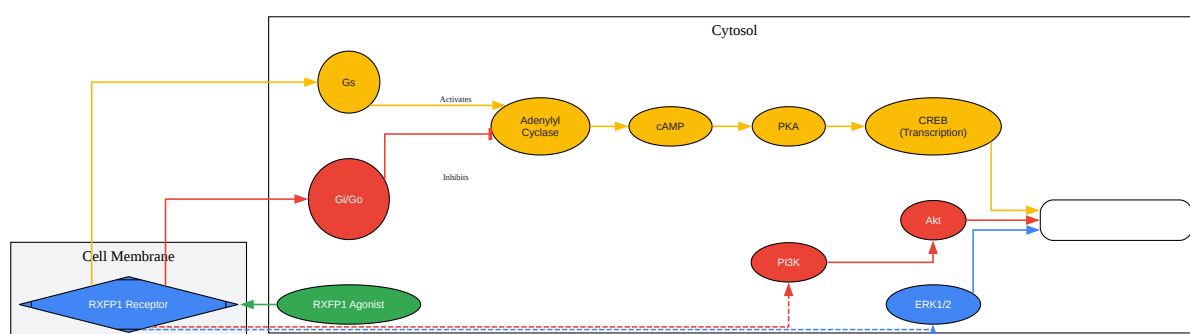 Cytosol
Gs
Activates
Adenylyl
Cyclase
cAMP
PKA
CREB
(Transcription)
Inhibits
Gi/Go
Akt
Cell Membrane
PI3K
RXFP1 Receptor
RXFP1 Agonist
ERK1/2